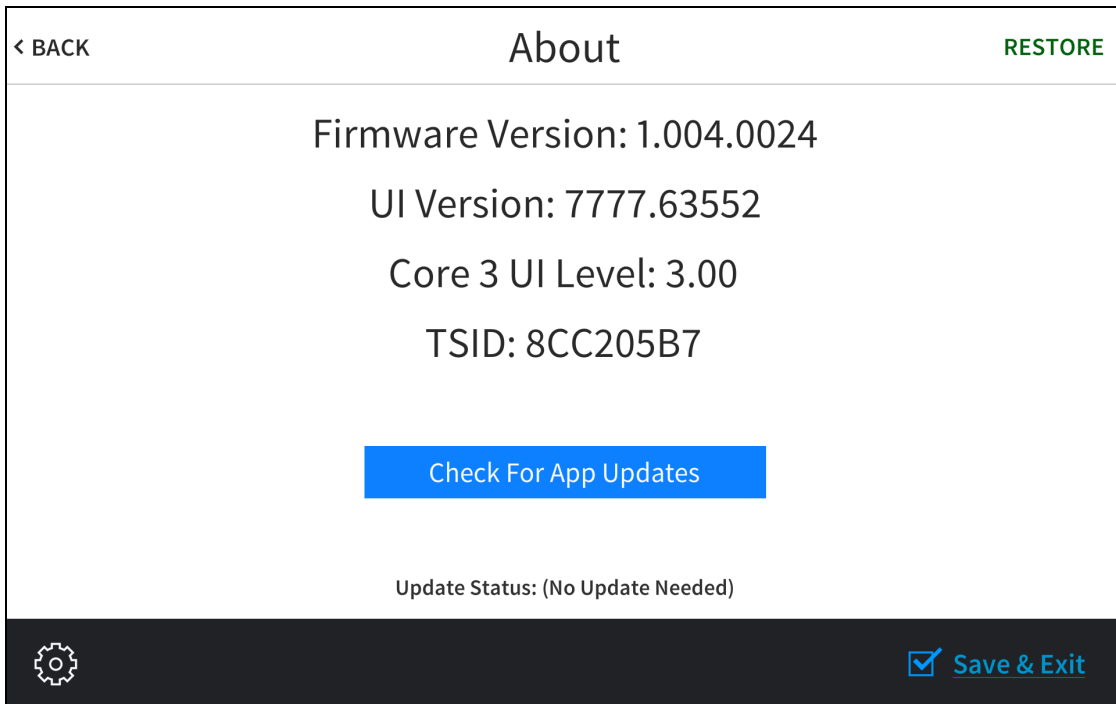 < BACK
About
RESTORE
Firmware Version: 1.004.0024
UI Version: 7777.63552
Core 3 UI Level: 3.00
TSID: 8CC205B7
Check For App Updates
Update Status: (No Update Needed)
Save & Exit